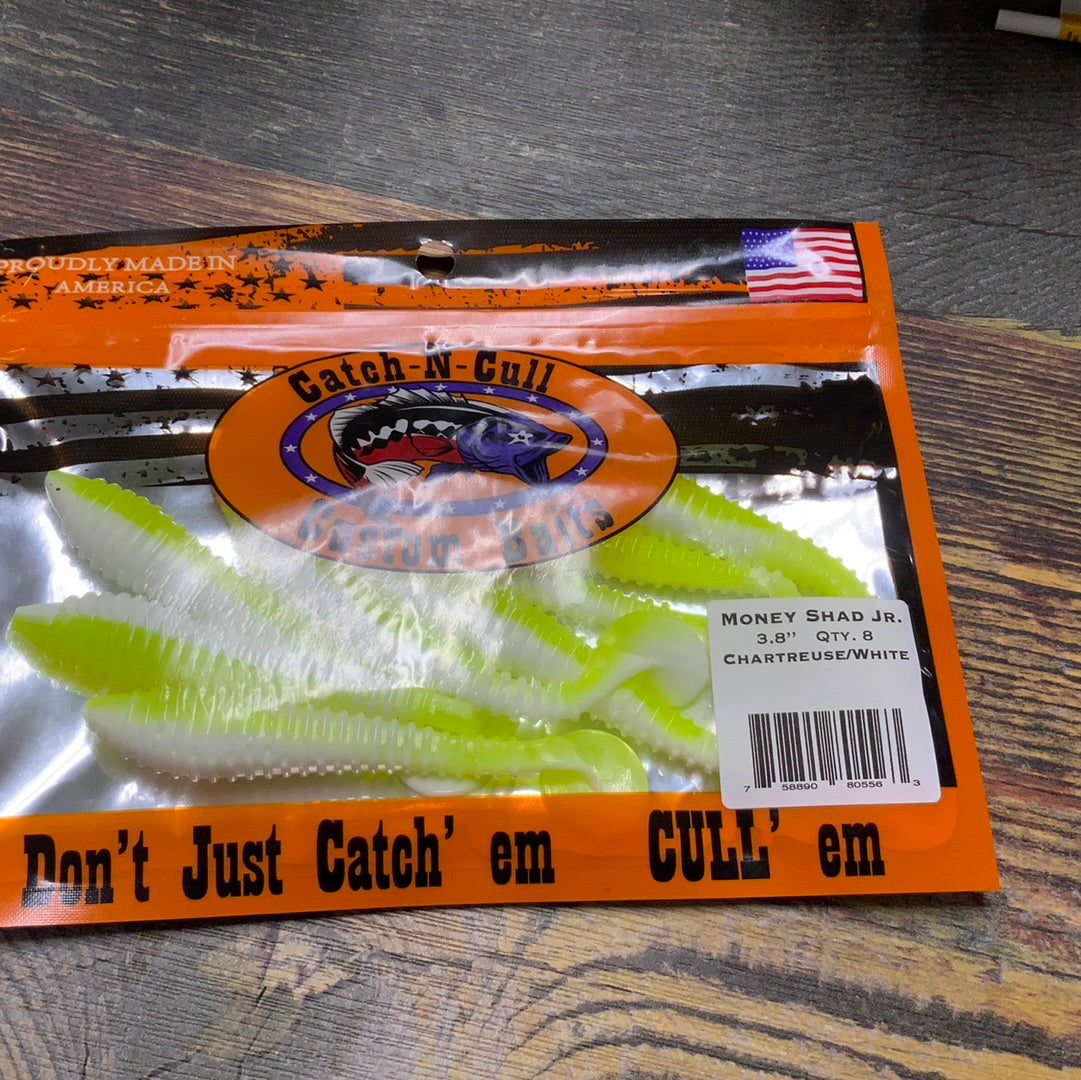 PROUDLY MADE IN
AMERICA
Catch-N-Cull
Custom Baits
MONEY SHAD JR.
3.8” QTY. 8
CHARTREUSE/WHITE
7 58890 80556 3
Don't Just Catch' em CULL' em